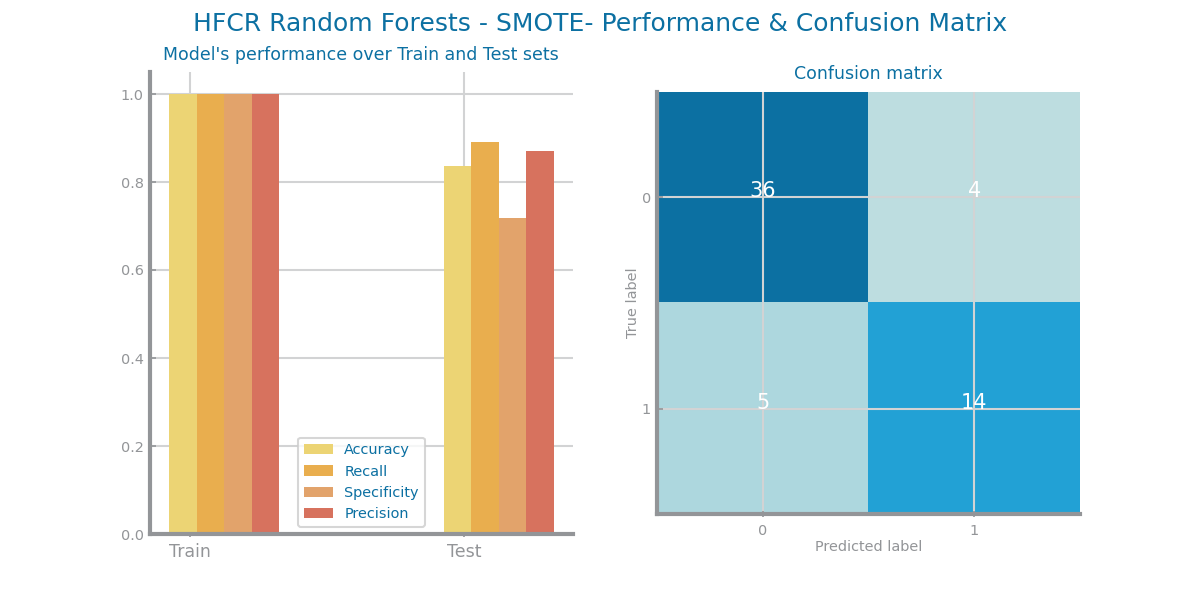 HFCR Random Forests - SMOTE- Performance & Confusion Matrix
Model's performance over Train and Test sets
1.0
0.8
0.6
0.4
0.2
0.0
Train
Test
Accuracy
Recall
Specificity
Precision
Confusion matrix
True label
0
1
36
4
5
14
0
1
Predicted label